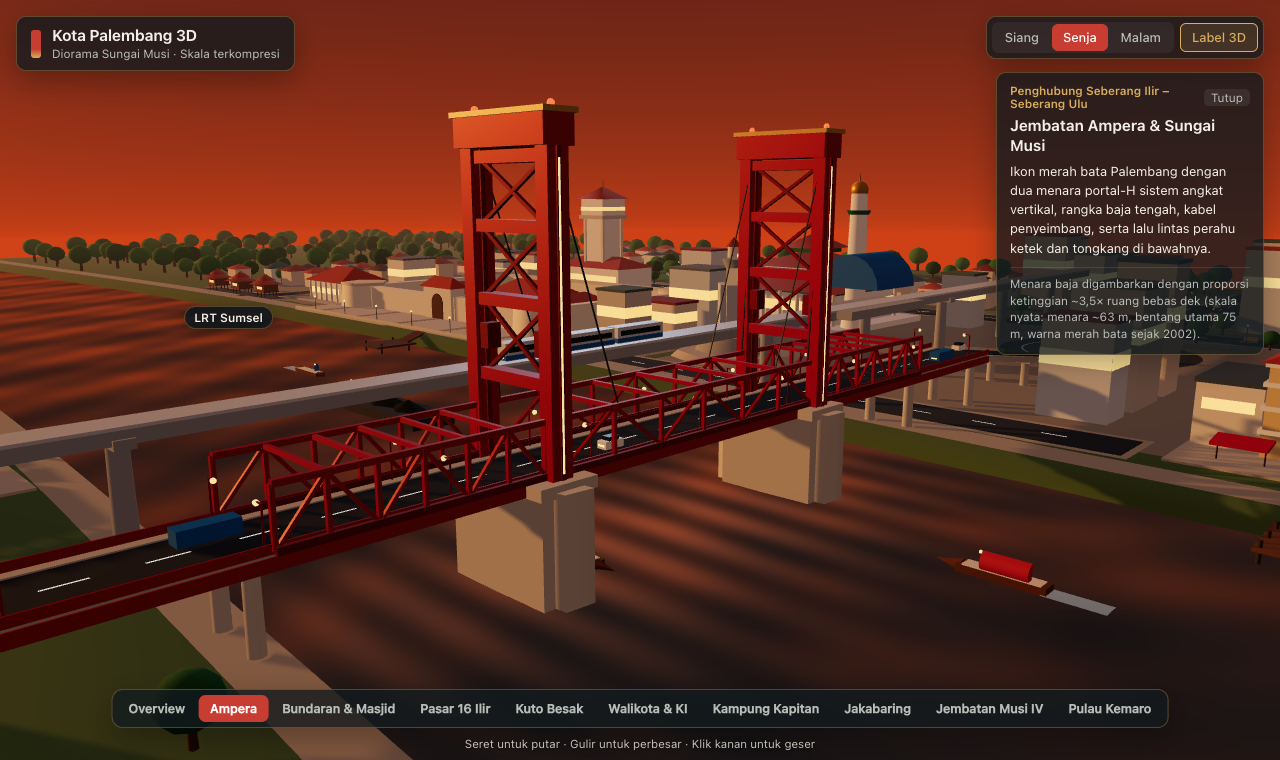 Kota Palembang 3D
Diorama Sungai Musi · Skala terkompresi
Siang
Senja
Malam
Label 3D
Penghubung Seberang Ilir –
Seberang Ulu
Tutup
Jembatan Ampera & Sungai
Musi
Ikon merah bata Palembang dengan
dua menara portal-H sistem angkat
vertikal, rangka baja tengah, kabel
penyeimbang, serta lalu lintas perahu
ketek dan tongkang di bawahnya.
Menara baja digambarkan dengan proporsi
ketinggian ~3,5× ruang bebas dek (skala
nyata: menara ~63 m, bentang utama 75
m, warna merah bata sejak 2002).
LRT Sumsel
Overview
Ampera
Bundaran & Masjid
Pasar 16 Ilir
Kuto Besak
Walikota & KI
Kampung Kapitan
Jakabaring
Jembatan Musi IV
Pulau Kemaro
Seret untuk putar · Gulir untuk perbesar · Klik kanan untuk geser